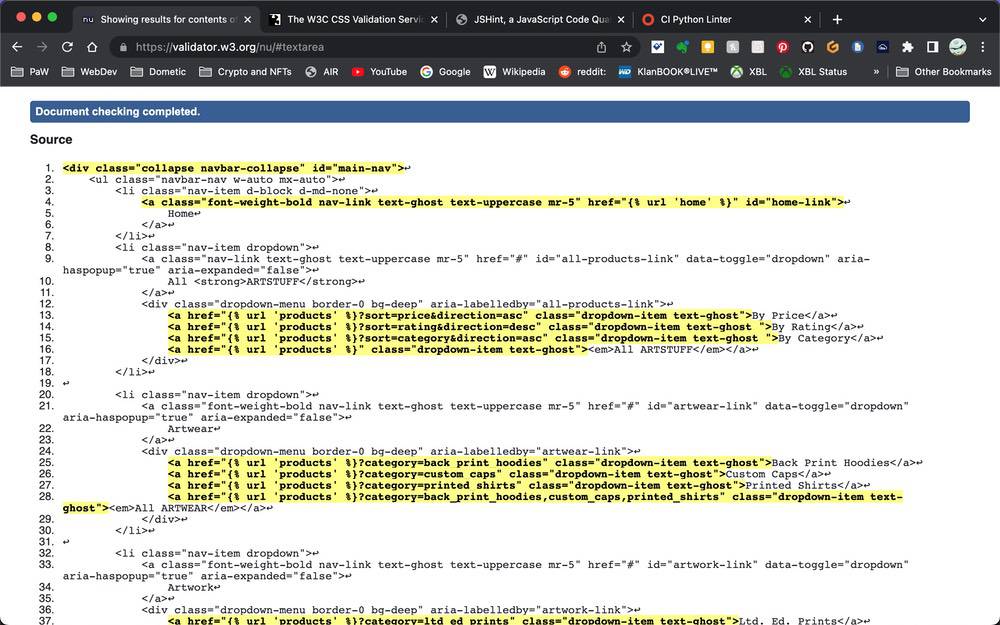 nu Showing results for contents of
The W3C CSS Validation Servic
JSHint, a JavaScript Code Qua
CI Python Linter
https://validator.w3.org/nu/#textarea
PaW WebDev Dometic Crypto and NFTs AIR YouTube Google Wikipedia reddit: KlanBOOK®LIVE™ XBL XBL Status » Other Bookmarks
Document checking completed.
Source
1. <div class="collapse navbar-collapse" id="main-nav">↩
2. <ul class="navbar-nav w-auto mx-auto">↩
3. <li class="nav-item d-block d-md-none">↩
4. <a class="font-weight-bold nav-link text-ghost text-uppercase mr-5" href="{% url 'home' %}" id="home-link">↩
5. Home↩
6. </a>↩
7. </li>↩
8. <li class="nav-item dropdown">↩
9. <a class="nav-link text-ghost text-uppercase mr-5" href="#" id="all-products-link" data-toggle="dropdown" aria-
haspopup="true" aria-expanded="false">↩
10. All <strong>ARTSTUFF</strong>↩
11. </a>↩
12. <div class="dropdown-menu border-0 bg-deep" aria-labelledby="all-products-link">↩
13. <a href="{% url 'products' %}?sort=price&direction=asc" class="dropdown-item text-ghost">By Price</a>↩
14. <a href="{% url 'products' %}?sort=rating&direction=desc" class="dropdown-item text-ghost ">By Rating</a>↩
15. <a href="{% url 'products' %}?sort=category&direction=asc" class="dropdown-item text-ghost ">By Category</a>↩
16. <a href="{% url 'products' %}" class="dropdown-item text-ghost"><em>All ARTSTUFF</em></a>↩
17. </div>↩
18. </li>↩
19. ↩
20. <li class="nav-item dropdown">↩
21. <a class="font-weight-bold nav-link text-ghost text-uppercase mr-5" href="#" id="artwear-link" data-toggle="dropdown"
aria-haspopup="true" aria-expanded="false">↩
22. Artwear↩
23. </a>↩
24. <div class="dropdown-menu border-0 bg-deep" aria-labelledby="artwear-link">↩
25. <a href="{% url 'products' %}?category=back_print_hoodies" class="dropdown-item text-ghost">Back Print Hoodies</a>↩
26. <a href="{% url 'products' %}?category=custom_caps" class="dropdown-item text-ghost">Custom Caps</a>↩
27. <a href="{% url 'products' %}?category=printed_shirts" class="dropdown-item text-ghost">Printed Shirts</a>↩
28. <a href="{% url 'products' %}?category=back_print_hoodies,custom_caps,printed_shirts" class="dropdown-item text-
ghost"><em>All ARTWEAR</em></a>↩
29. </div>↩
30. </li>↩
31. ↩
32. <li class="nav-item dropdown">↩
33. <a class="font-weight-bold nav-link text-ghost text-uppercase mr-5" href="#" id="artwork-link" data-toggle="dropdown"
aria-haspopup="true" aria-expanded="false">↩
34. Artwork↩
35. </a>↩
36. <div class="dropdown-menu border-0 bg-deep" aria-labelledby="artwork-link">↩
37. <a href="{% url 'products' %}?category=ltd_ed_prints" class="dropdown-item text-ghost">Ltd. Ed. Prints</a>↩